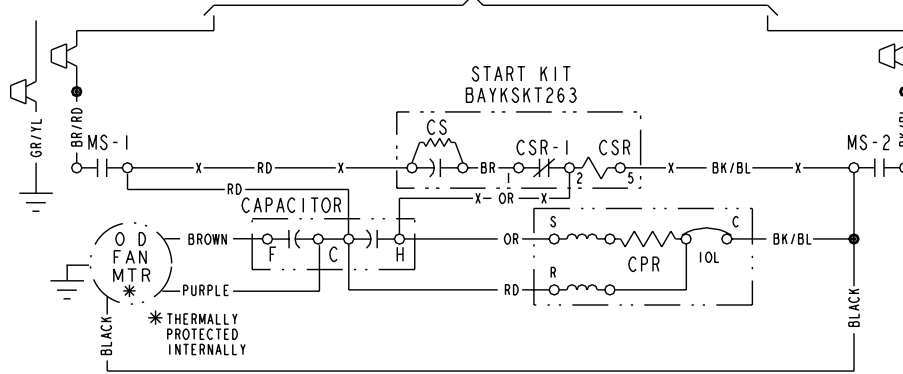 START KIT
BAYKSKT263
GR/YL
BR/RD
MS-1
CS
CSR-1
CSR
MS-2
X
RD
X
BR
1
2
5
X
BK/BL
X
RD
X
OR
X
CAPACITOR
BROWN
F
C
H
OR
S
C
BK/BL
O D
FAN
MTR
*
CPR
IOL
R
PURPLE
RD
BLACK
BLACK
* THERMALLY
PROTECTED
INTERNALLY